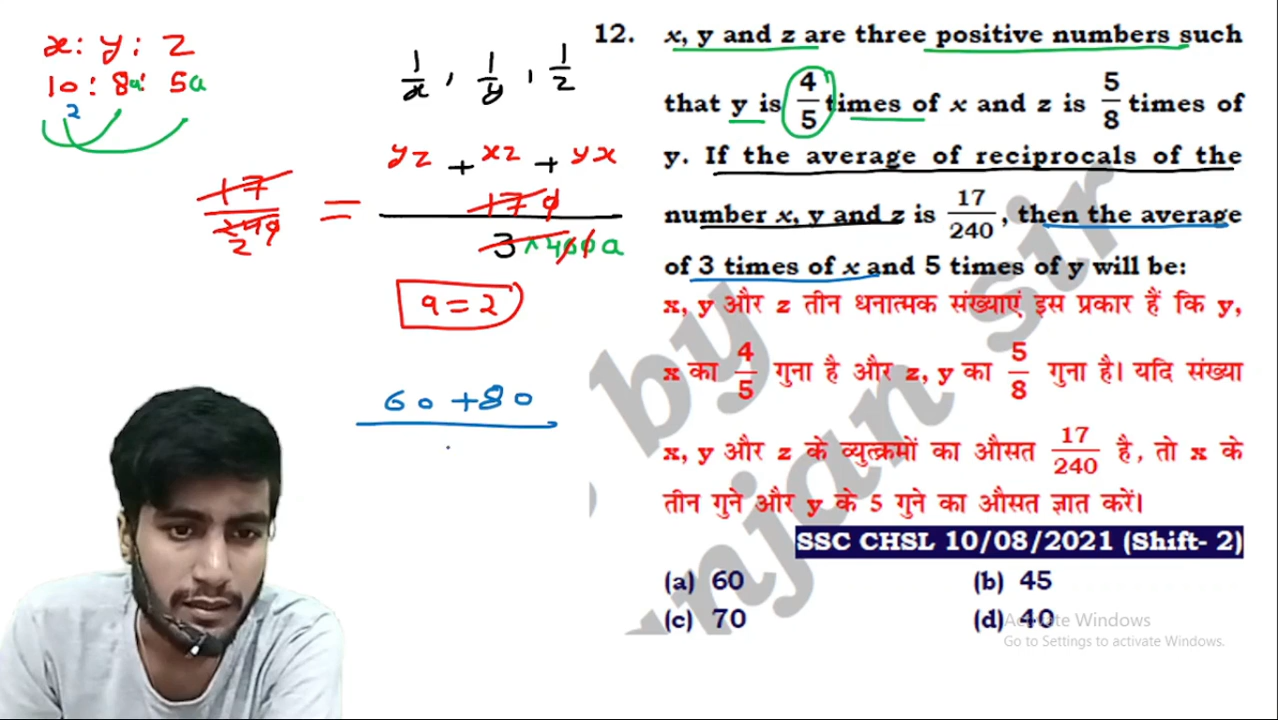 x : y : z
10 : 8a : 5a
2
1/x , 1/y , 1/z
yz + xz + yx
17/240 = 170/3×400a
2
a = 2
60 + 80
12. x, y and z are three positive numbers such
that y is 4/5 times of x and z is 5/8 times of
y. If the average of reciprocals of the
number x, y and z is 17/240, then the average
of 3 times of x and 5 times of y will be:
x, y और z तीन धनात्मक संख्याएं इस प्रकार हैं कि y,
x का 4/5 गुना है और z, y का 5/8 गुना है। यदि संख्या
x, y और z के व्युत्क्रमों का औसत 17/240 है, तो x के
तीन गुने और y के 5 गुने का औसत ज्ञात करें।
SSC CHSL 10/08/2021 (Shift- 2)
(a) 60 (b) 45
(c) 70 (d) 40
Activate Windows
Go to Settings to activate Windows.
by
sir